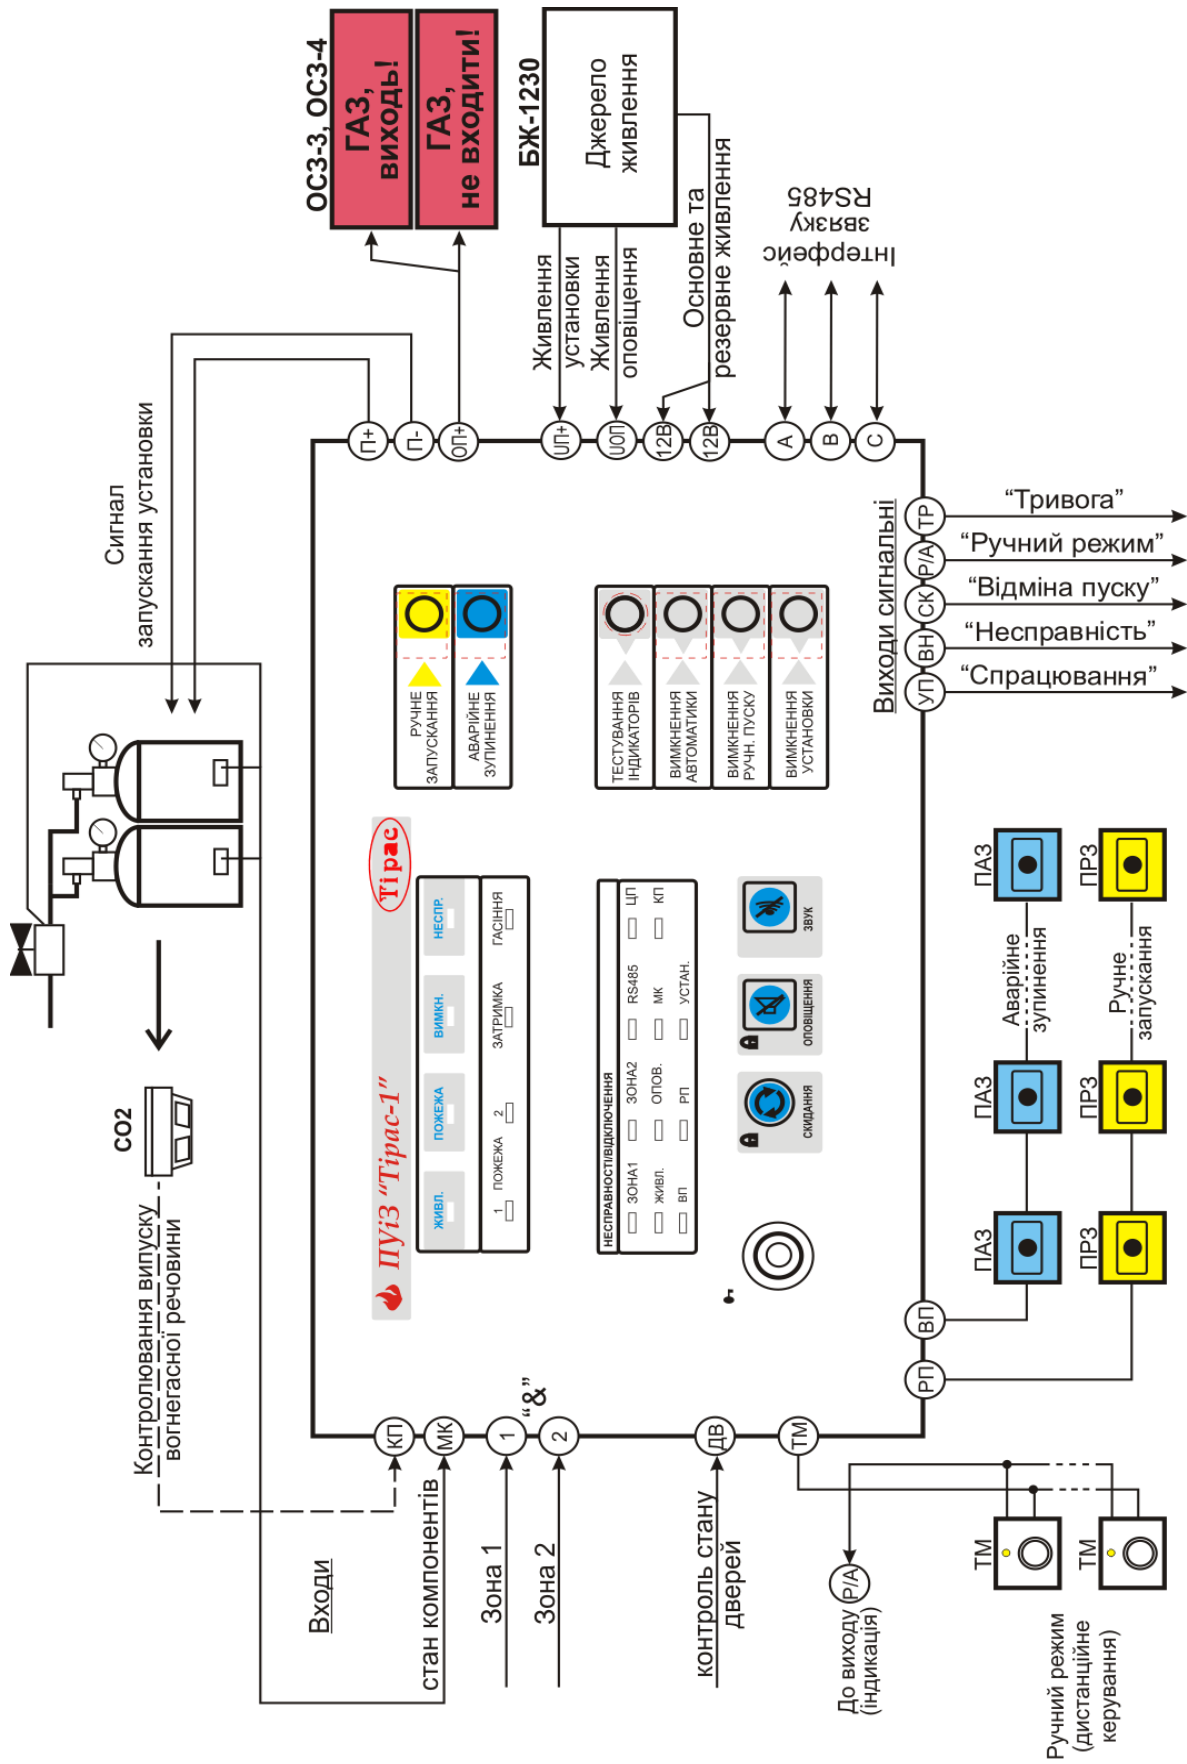 ОСЗ-3, ОСЗ-4
ГАЗ,
виходь!
ГАЗ,
не входити!
БЖ-1230
Джерело
живлення
Сигнал
запускання установки
Живлення
установки
Живлення
оповіщення
Основне та
резервне живлення
Інтерфейс
звязку
RS485
СО2
Контролювання випуску
вогнегасної речовини
Входи
стан компонентів
Зона 1
Зона 2
контроль стану
дверей
КП
МК
1
2
“&”
ДВ
ТМ
П+
П-
ОП+
UП+
UОП
12В
12В
А
В
С
ПУіЗ “Тірас-1”
Тірас
ЖИВЛ.
ПОЖЕЖА
ВИМКН.
НЕСПР.
1 ПОЖЕЖА 2
ЗАТРИМКА
ГАСІННЯ
РУЧНЕ
ЗАПУСКАННЯ
АВАРІЙНЕ
ЗУПИНЕННЯ
НЕСПРАВНОСТІ/ВІДКЛЮЧЕННЯ
ЗОНА1
ЗОНА2
RS485
ЦП
ЖИВЛ.
ОПОВ.
МК
КП
ВП
РП
УСТАН.
ТЕСТУВАННЯ
ІНДИКАТОРІВ
ВИМКНЕННЯ
АВТОМАТИКИ
ВИМКНЕННЯ
РУЧН. ПУСКУ
ВИМКНЕННЯ
УСТАНОВКИ
СКИДАННЯ
ОПОВІЩЕННЯ
ЗВУК
Виходи сигнальні
ТР
Р/А
СК
ВН
УП
“Тривога”
“Ручний режим”
“Відміна пуску”
“Несправність”
“Спрацювання”
РП
ВП
ПАЗ
ПАЗ
Аварійне
зупинення
ПАЗ
ПРЗ
ПРЗ
Ручне
запускання
ПРЗ
До виходу Р/А
(індикація)
ТМ
ТМ
Ручний режим
(дистанційне
керування)